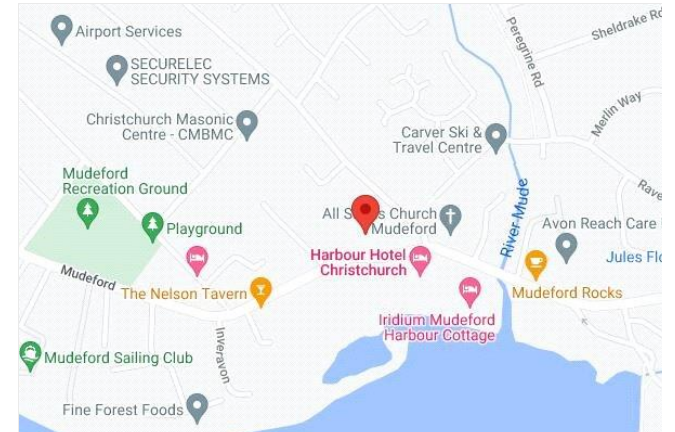 Airport Services
SECURELEC
SECURITY SYSTEMS
Peregrine Rd
Sheldrake Rd
Christchurch Masonic
Centre - CMBMC
Carver Ski &
Travel Centre
Merlin Way
Mudeford
Recreation Ground
Playground
All S
s Church
Mudeford
River Mude
Rave
Avon Reach Care
Harbour Hotel
Christchurch
Jules Flo
Mudeford
The Nelson Tavern
Mudeford Rocks
Iridium Mudeford
Harbour Cottage
Inveravon
Mudeford Sailing Club
Fine Forest Foods